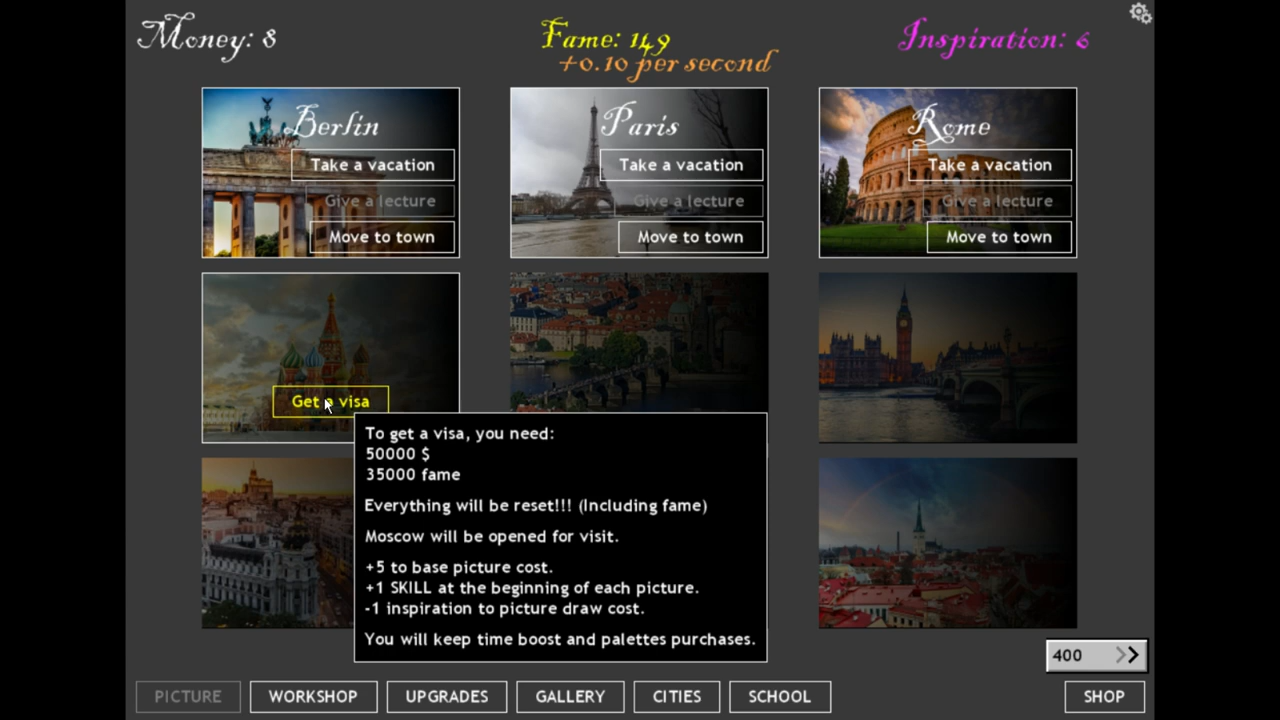 Money: 8
Fame: 149
+0.10 per second
Inspiration: 6
Berlin
Take a vacation
Give a lecture
Move to town
Paris
Take a vacation
Give a lecture
Move to town
Rome
Take a vacation
Give a lecture
Move to town
Get a visa
To get a visa, you need:
50000 $
35000 fame
Everything will be reset!!! (Including fame)
Moscow will be opened for visit.
+5 to base picture cost.
+1 SKILL at the beginning of each picture.
-1 inspiration to picture draw cost.
You will keep time boost and palettes purchases.
400
PICTURE
WORKSHOP
UPGRADES
GALLERY
CITIES
SCHOOL
SHOP